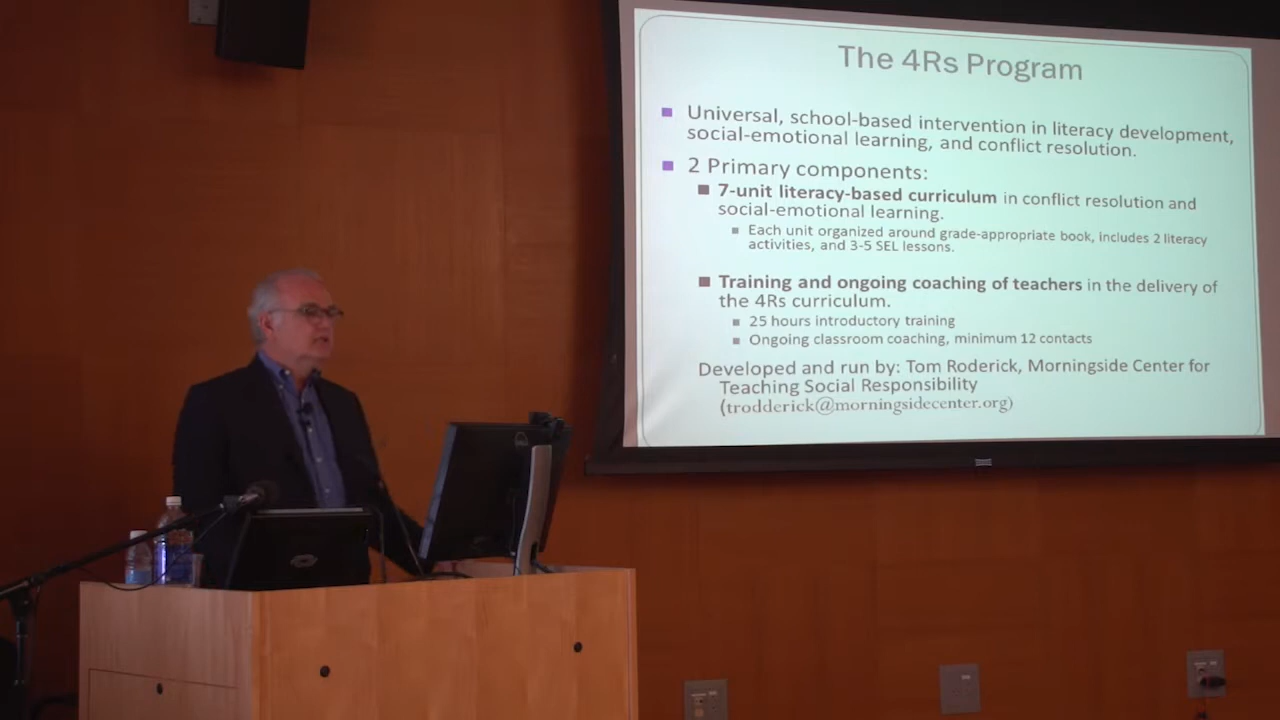 The 4Rs Program
Universal, school-based intervention in literacy development,
social-emotional learning, and conflict resolution.
2 Primary components:
7-unit literacy-based curriculum in conflict resolution and
social-emotional learning.
Each unit organized around grade-appropriate book, includes 2 literacy
activities, and 3-5 SEL lessons.
Training and ongoing coaching of teachers in the delivery of
the 4Rs curriculum.
25 hours introductory training
Ongoing classroom coaching, minimum 12 contacts
Developed and run by: Tom Roderick, Morningside Center for
Teaching Social Responsibility
(trodderick@morningsidecenter.org)